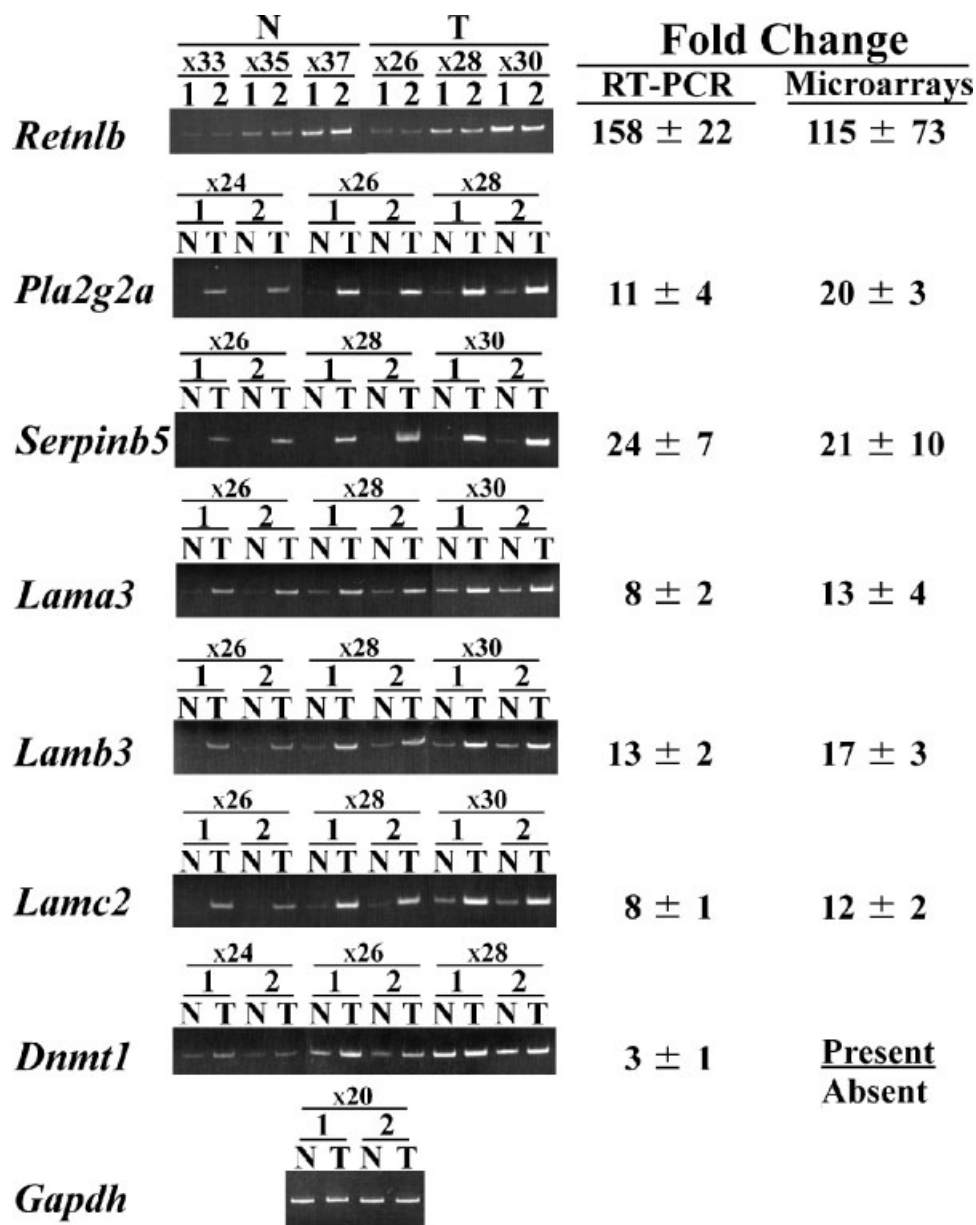 N T Fold Change
x33 x35 x37 x26 x28 x30 RT-PCR Microarrays
1 2 1 2 1 2 1 2 1 2 1 2
Retnlb 158 ± 22 115 ± 73
x24 x26 x28
1 2 1 2 1 2
N T N T N T N T N T N T
Pla2g2a 11 ± 4 20 ± 3
x26 x28 x30
1 2 1 2 1 2
N T N T N T N T N T N T
Serpinb5 24 ± 7 21 ± 10
x26 x28 x30
1 2 1 2 1 2
N T N T N T N T N T N T
Lama3 8 ± 2 13 ± 4
x26 x28 x30
1 2 1 2 1 2
N T N T N T N T N T N T
Lamb3 13 ± 2 17 ± 3
x26 x28 x30
1 2 1 2 1 2
N T N T N T N T N T N T
Lamc2 8 ± 1 12 ± 2
x24 x26 x28
1 2 1 2 1 2
N T N T N T N T N T N T
Dnmt1 3 ± 1 Present
Absent
x20
1 2
N T N T
Gapdh